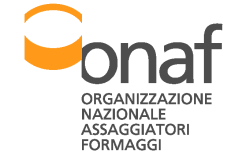 onaf
ORGANIZZAZIONE
NAZIONALE
ASSAGGIATORI
FORMAGGI